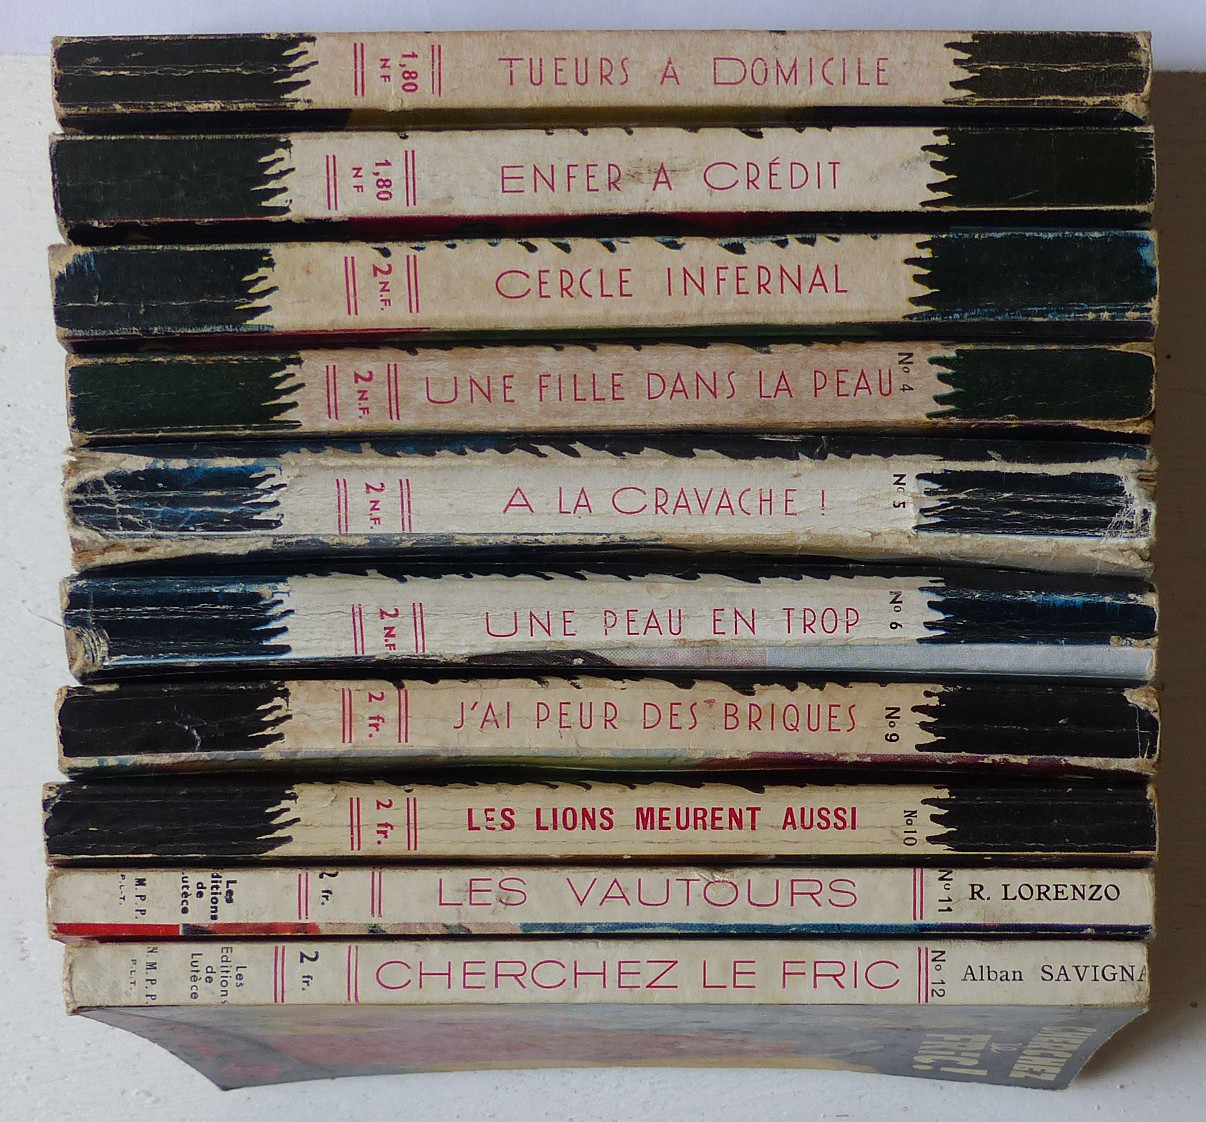 1,80
NF
TUEURS A DOMICILE
1,80
NF
ENFER A CRÉDIT
2 N.F.
CERCLE INFERNAL
2 N.F.
UNE FILLE DANS LA PEAU
No 4
2 N.F.
A LA CRAVACHE !
No 5
2 N.F
UNE PEAU EN TROP
No 6
2 fr.
J'AI PEUR DES BRIQUES
No 9
2 fr.
LES LIONS MEURENT AUSSI
No 10
M. P. P.
P.L.T.
Les
ditions
de
utèce
2 fr.
LES VAUTOURS
No 11
R. LORENZO
N. M. P. P.
P.L.T.
Les
Editions
de
Lutèce
2 fr.
CHERCHEZ LE FRIC
No 12
Alban SAVIGNA
CHERCHEZ